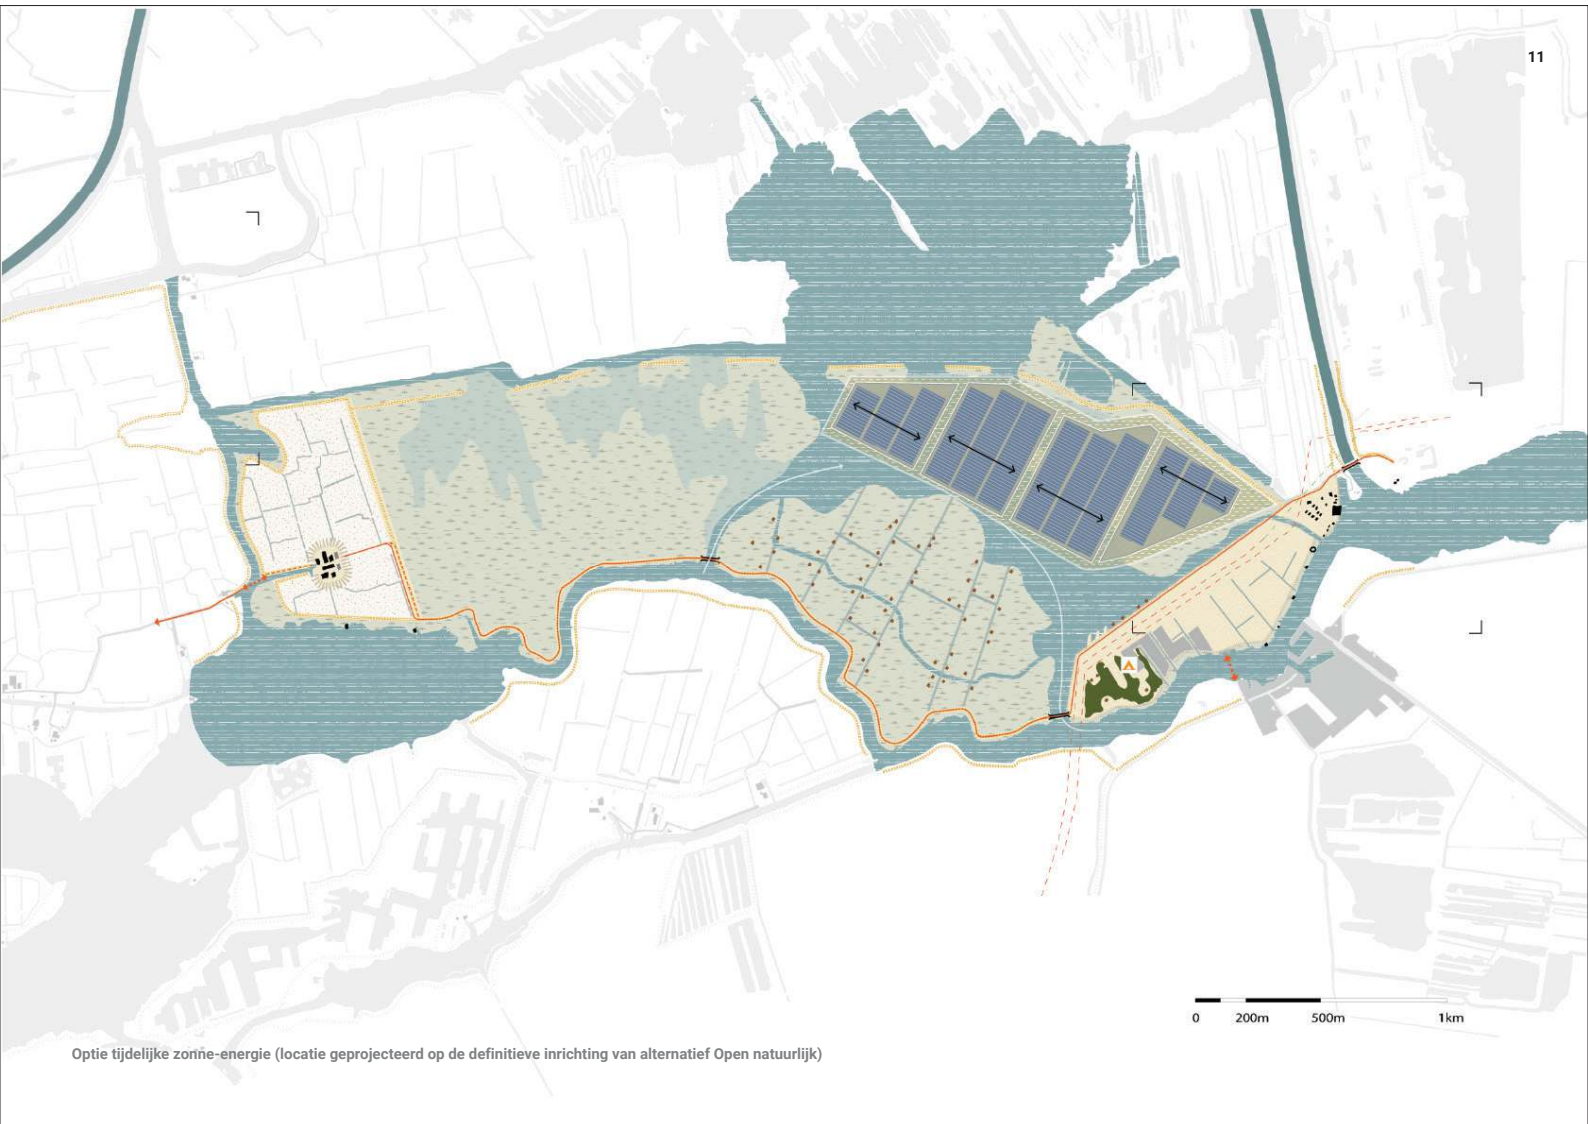 11
0 200m 500m 1km
Optie tijdelijke zonne-energie (locatie geprojecteerd op de definitieve inrichting van alternatief Open natuurlijk)